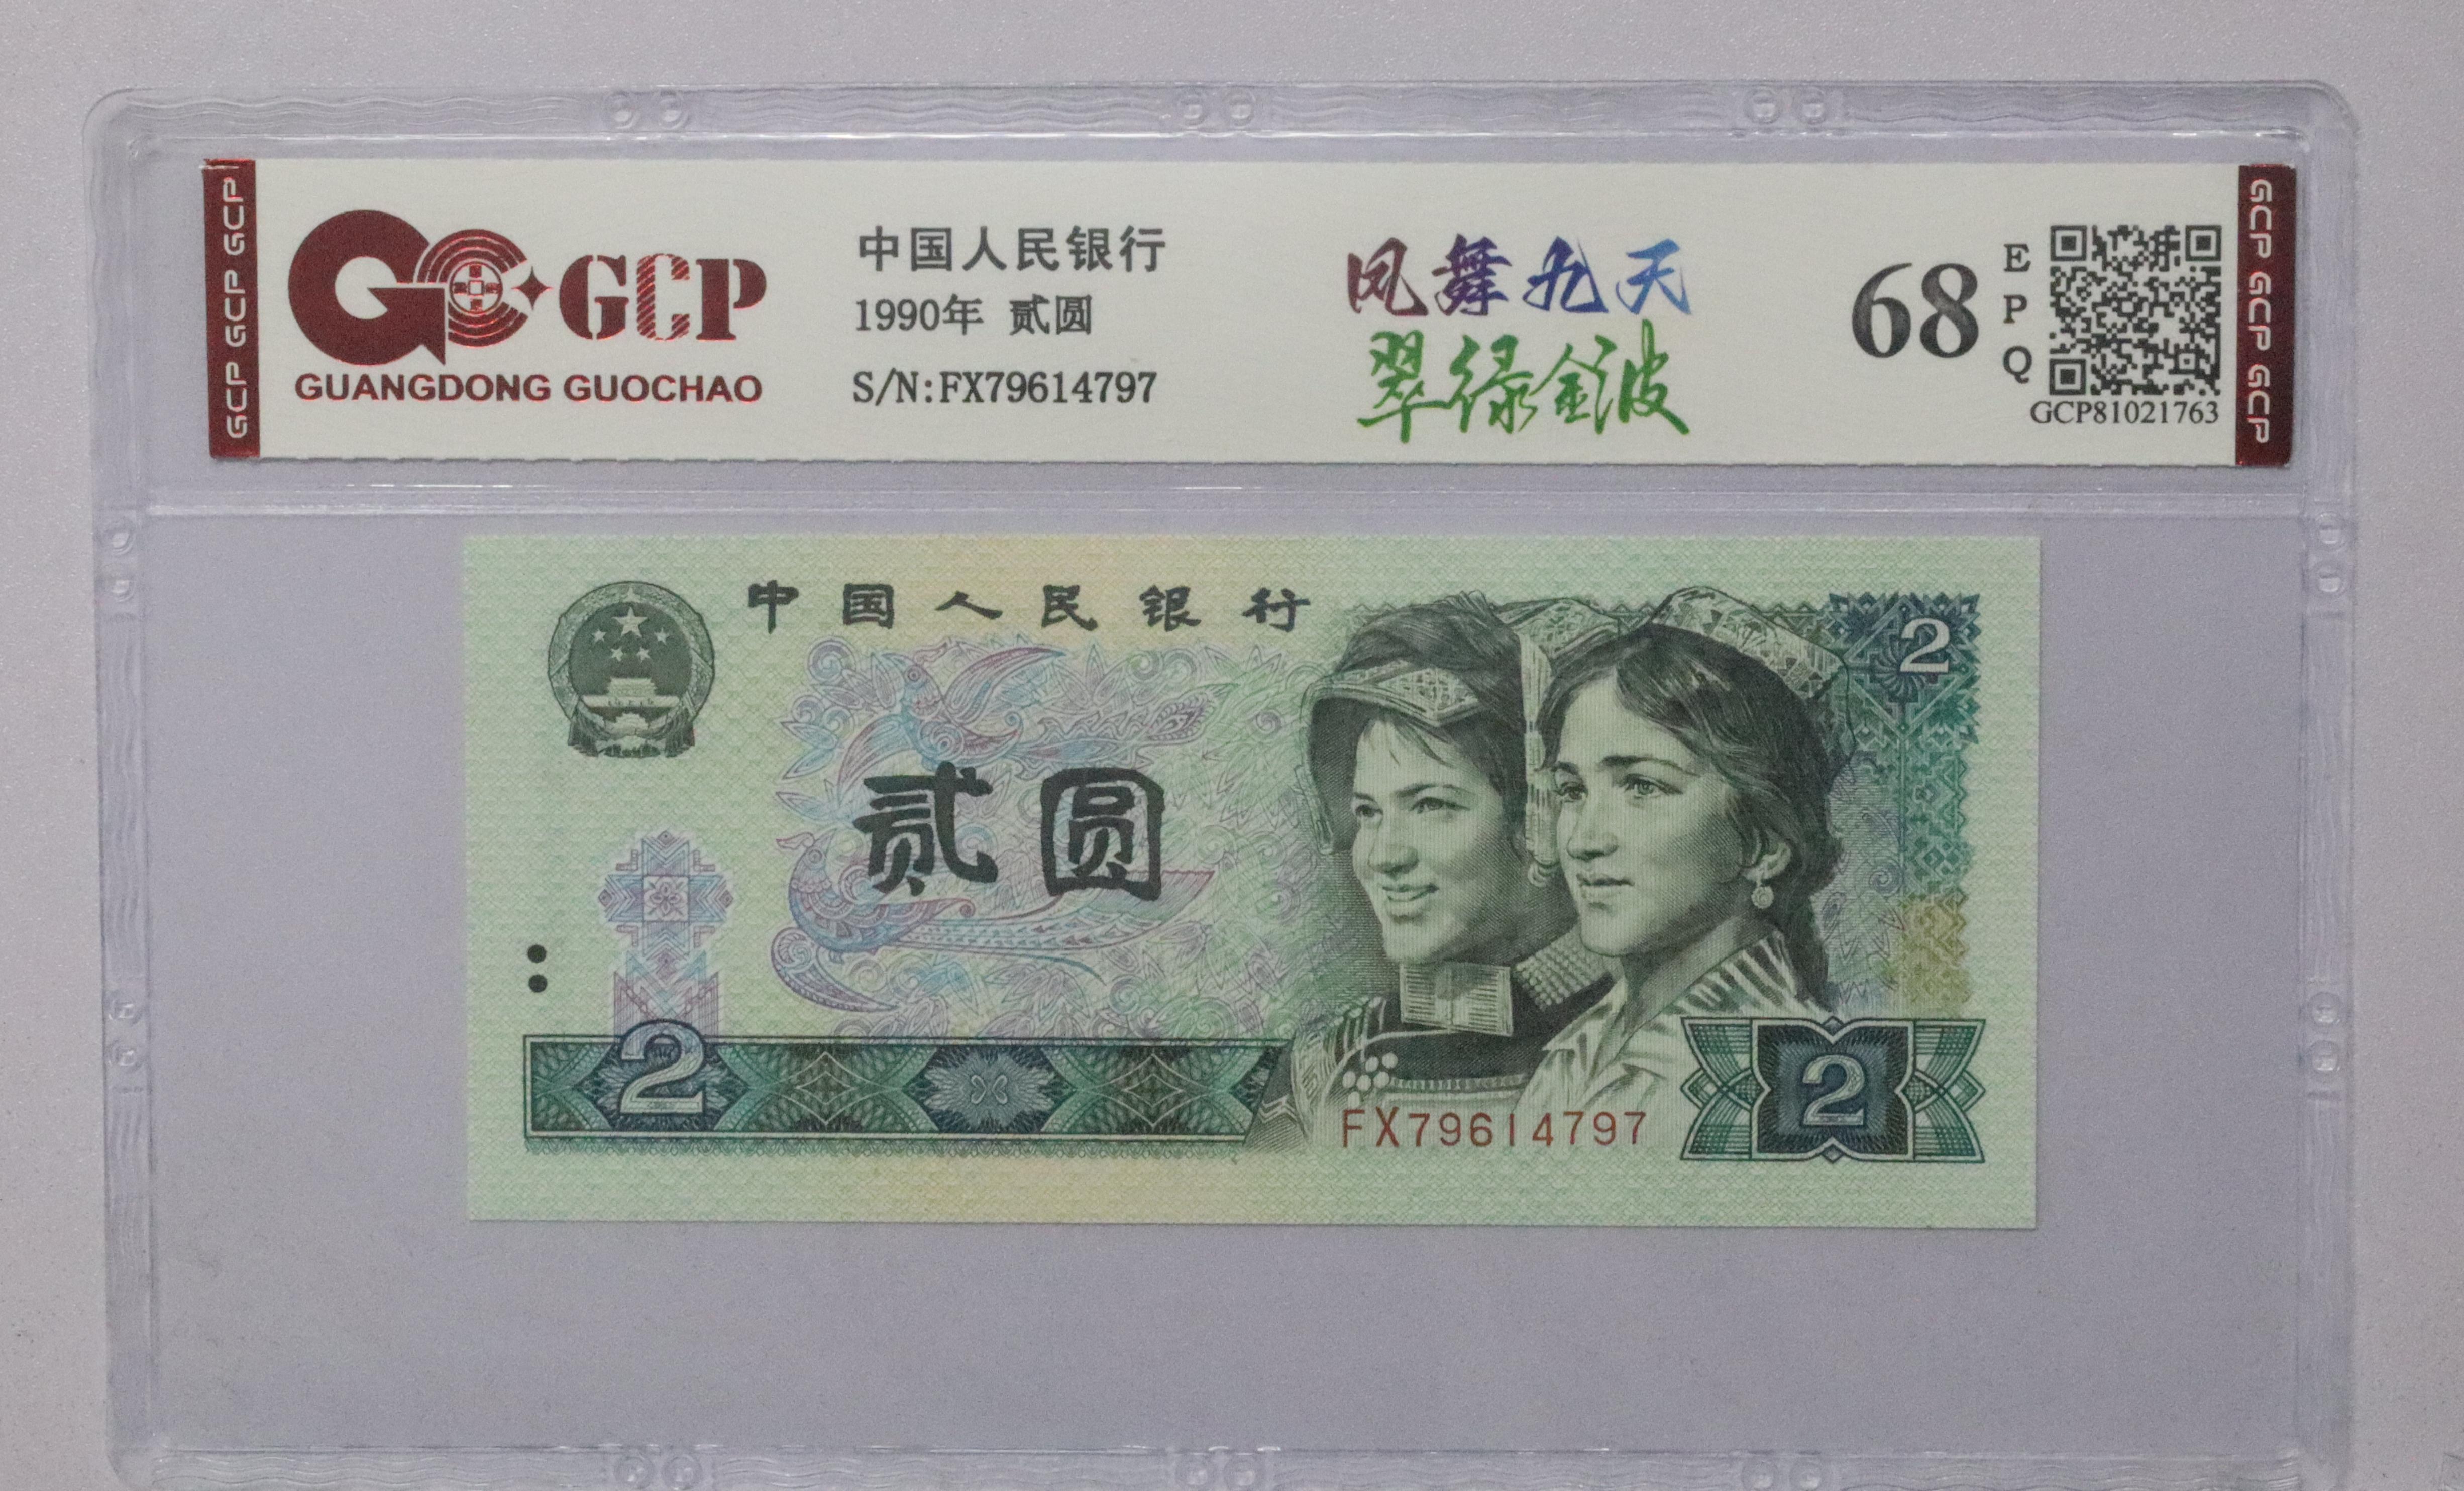 GCP GCP GCP
GCP
GUANGDONG GUOCHAO
中国人民银行
1990年 贰圆
S/N:FX79614797
凤舞九天
翠绿金波
68
EPQ
GCP81021763
GCP GCP GCP
中国人民银行
2
贰圆
2
FX79614797
2